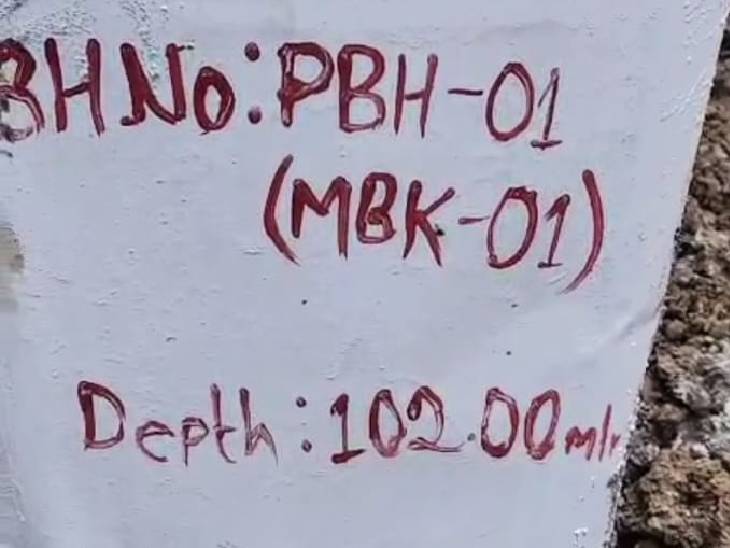 BH No: PBH-01
(MBK-01)
Depth: 102.00 mtr